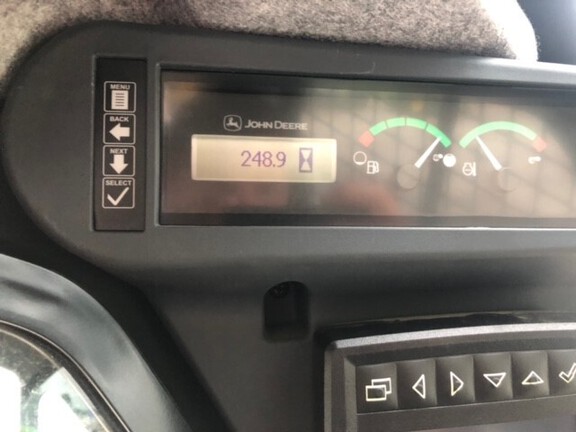 MENU
BACK
NEXT
SELECT
JOHN DEERE
248.9